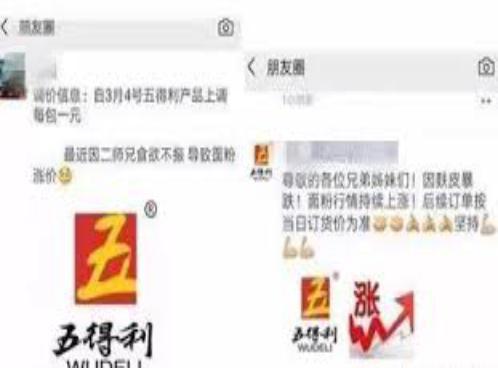 朋友圈
调价信息：自3月4号五得利产品上调
每包一元
最近因二师兄食欲不振 导致面粉
涨价
五
®
五得利
WUDELI
朋友圈
五得利
尊敬的各位兄弟姊妹们！因麸皮暴
跌！面粉行情持续上涨！后续订单按
当日订货价为准
坚持
五得利
WUDELI
涨